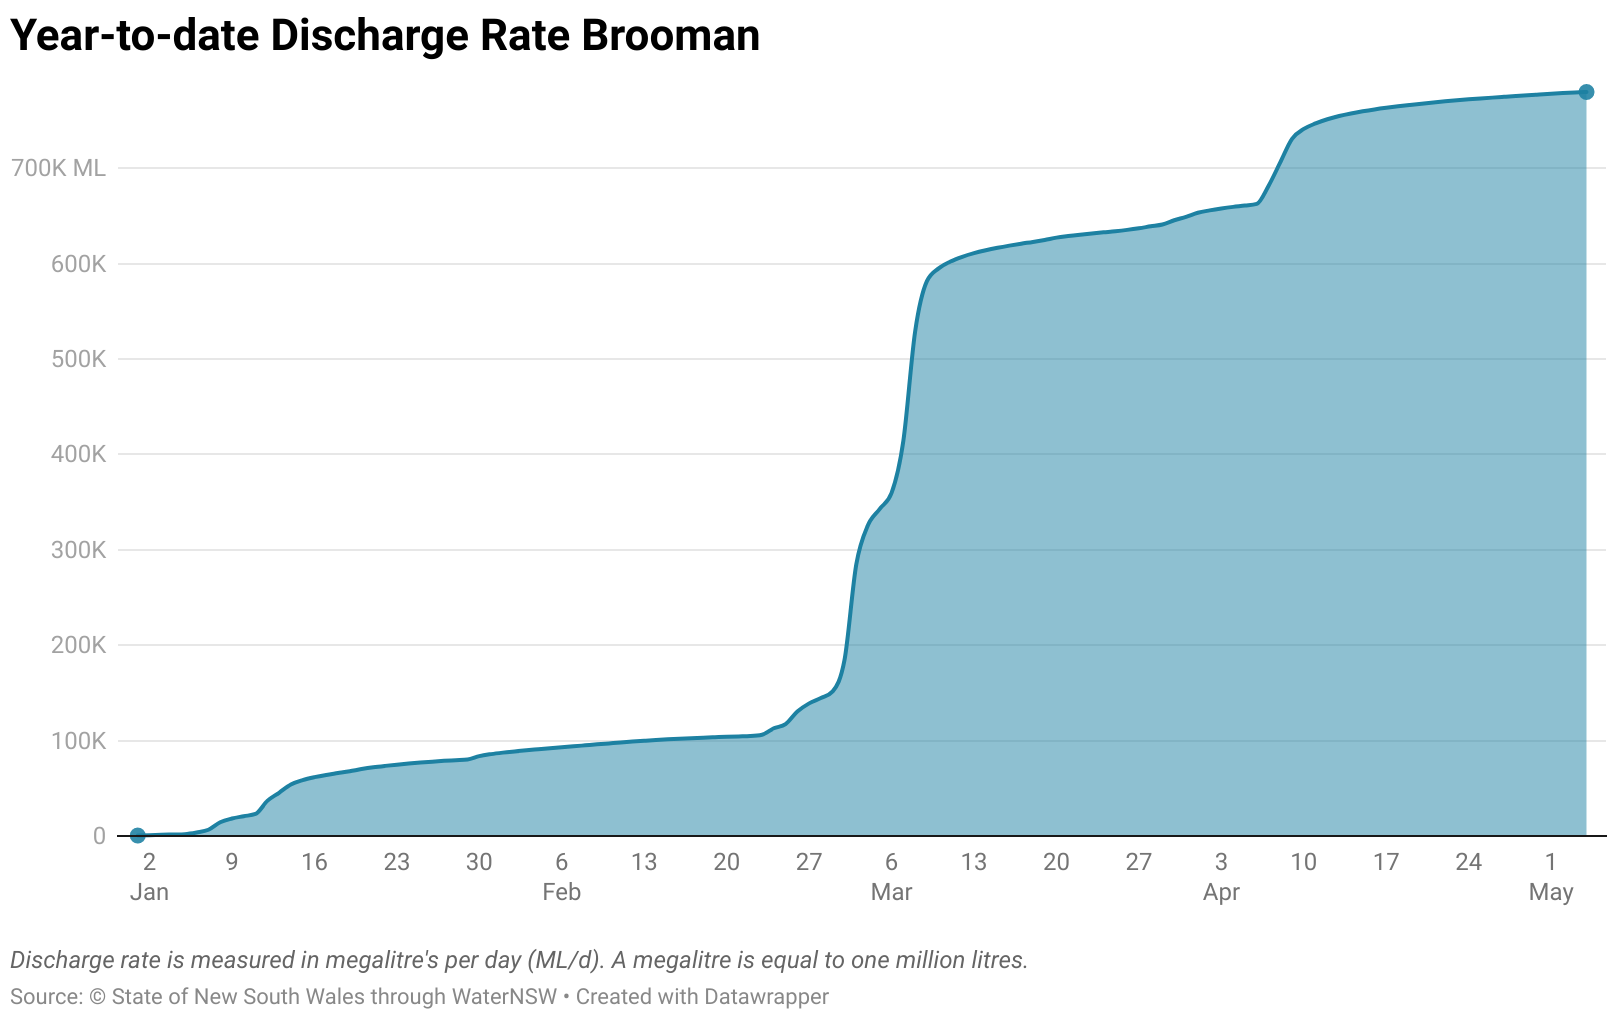 Year-to-date Discharge Rate Brooman
700K ML
600K
500K
400K
300K
200K
100K
0
2 9 16 23 30 6 13 20 27 6 13 20 27 3 10 17 24 1
Jan Feb Mar Apr May
Discharge rate is measured in megalitre's per day (ML/d). A megalitre is equal to one million litres.
Source: © State of New South Wales through WaterNSW • Created with Datawrapper